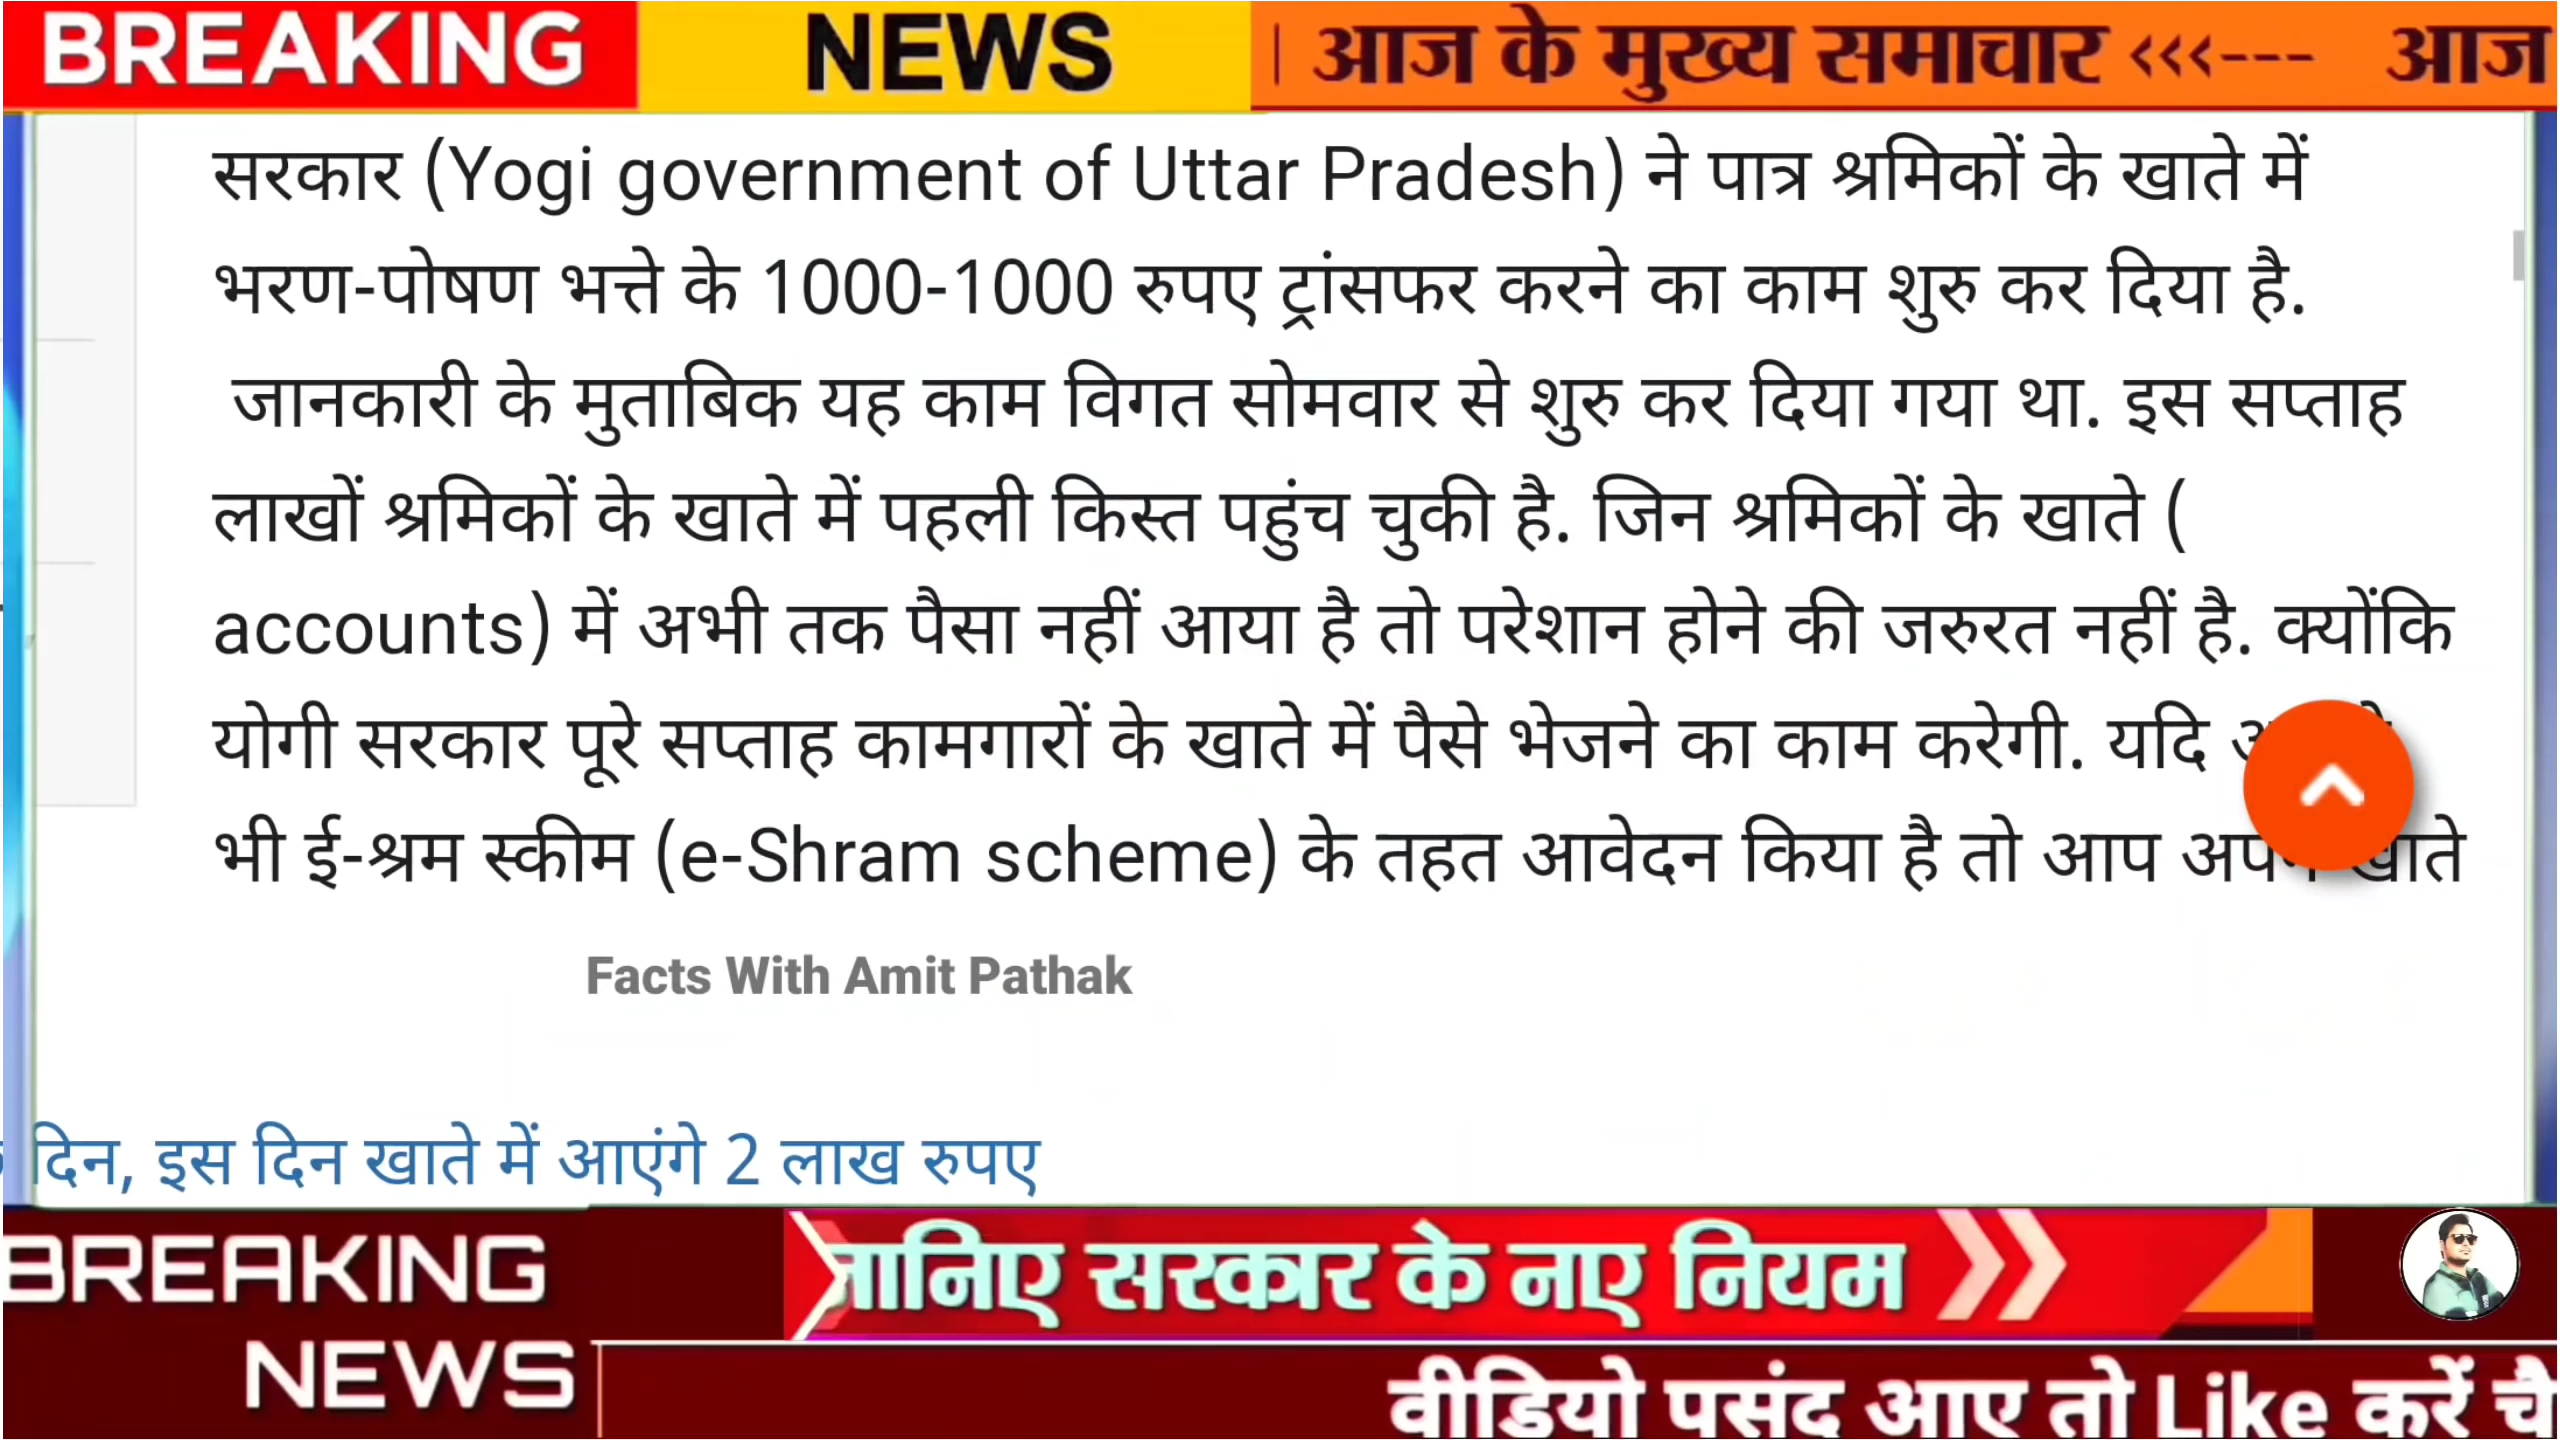 BREAKING NEWS | आज के मुख्य समाचार <<<--- आज
सरकार (Yogi government of Uttar Pradesh) ने पात्र श्रमिकों के खाते में
भरण-पोषण भत्ते के 1000-1000 रुपए ट्रांसफर करने का काम शुरु कर दिया है.
जानकारी के मुताबिक यह काम विगत सोमवार से शुरु कर दिया गया था. इस सप्ताह
लाखों श्रमिकों के खाते में पहली किस्त पहुंच चुकी है. जिन श्रमिकों के खाते (
accounts) में अभी तक पैसा नहीं आया है तो परेशान होने की जरुरत नहीं है. क्योंकि
योगी सरकार पूरे सप्ताह कामगारों के खाते में पैसे भेजने का काम करेगी. यदि
भी ई-श्रम स्कीम (e-Shram scheme) के तहत आवेदन किया है तो आप
Facts With Amit Pathak
दिन, इस दिन खाते में आएंगे 2 लाख रुपए
BREAKING
NEWS
सरकार के नए नियम
वीडियो पसंद आए तो Like करें